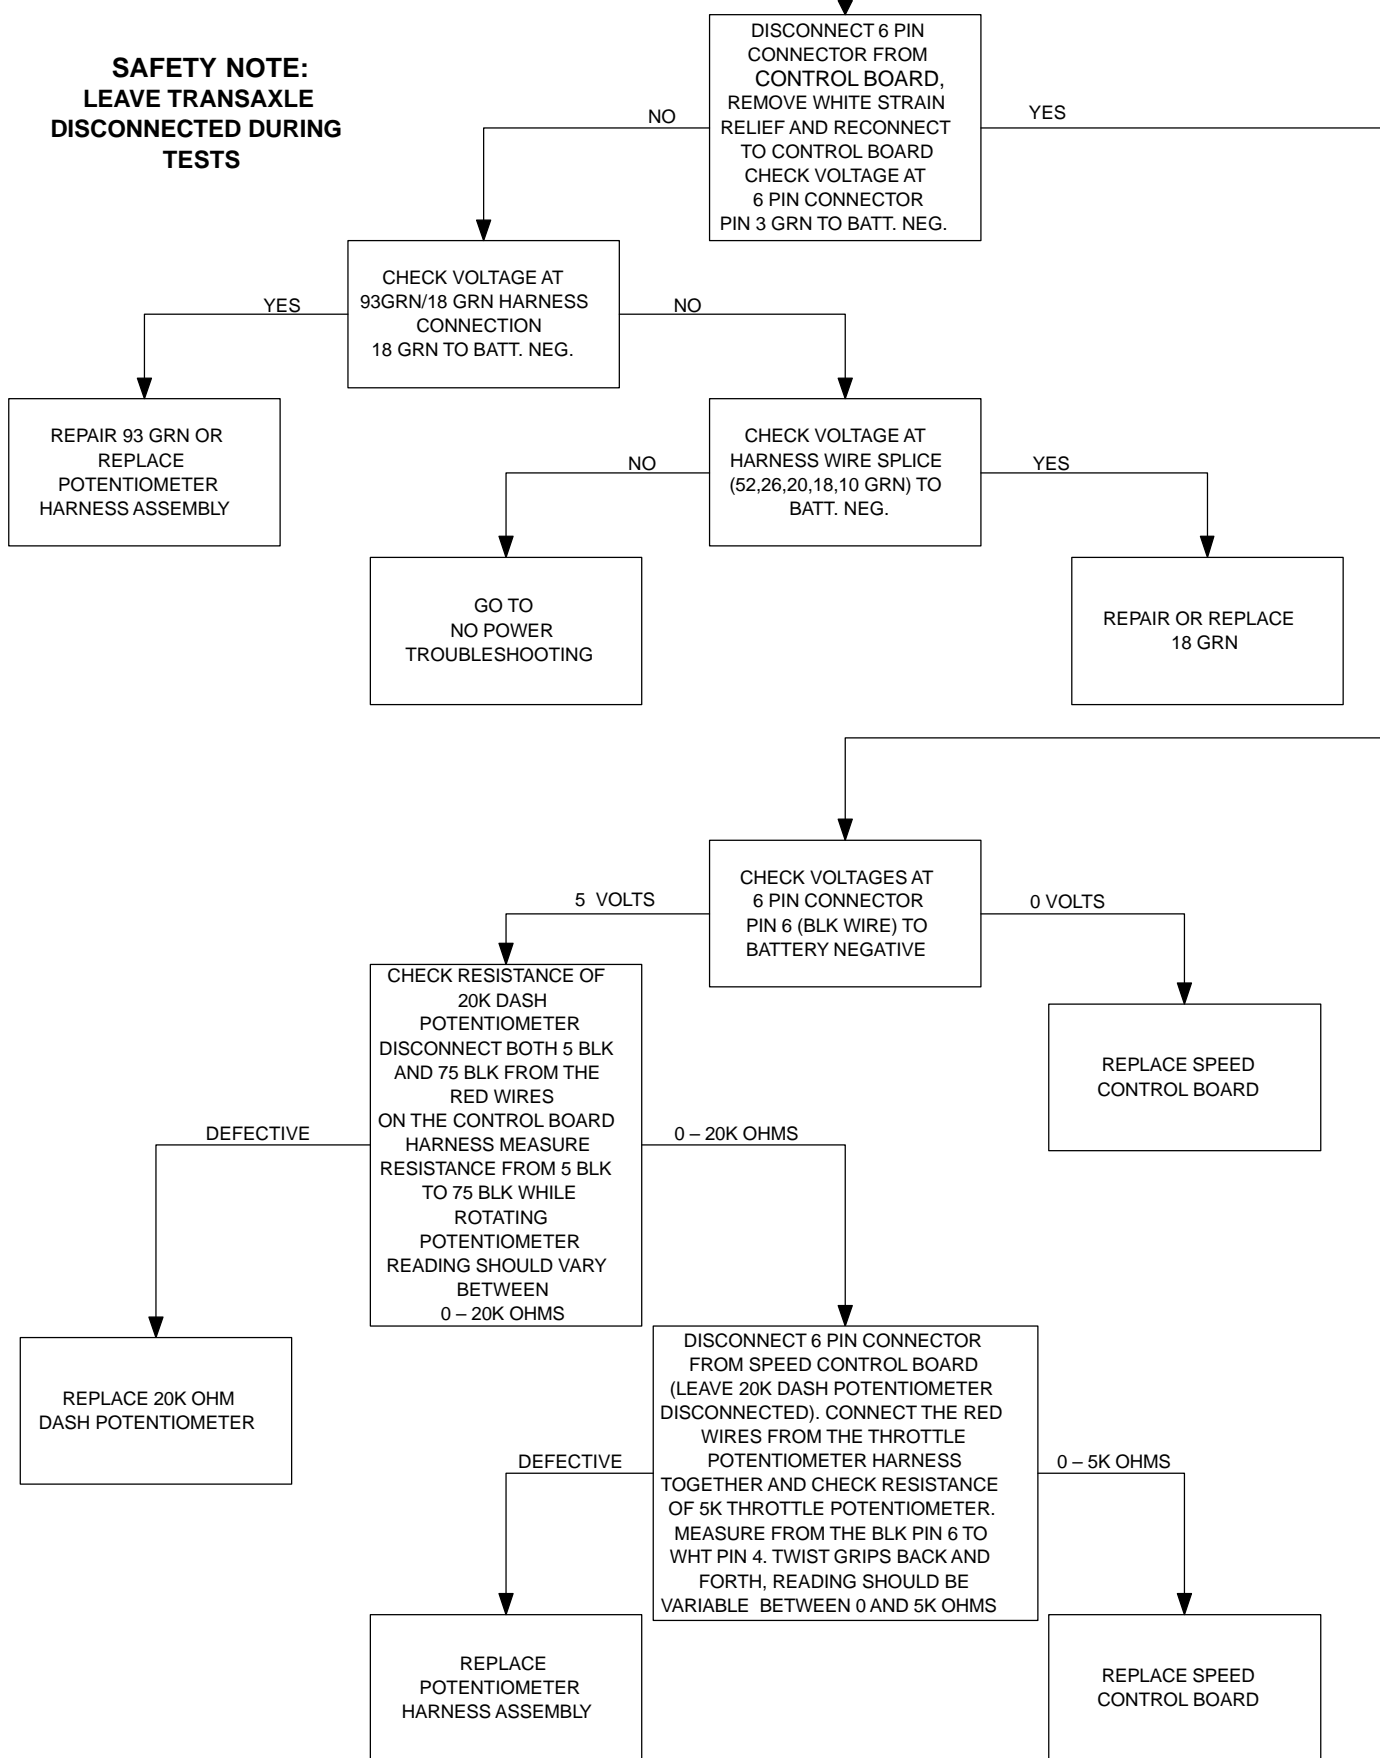 SAFETY NOTE:
LEAVE TRANSAXLE
DISCONNECTED DURING
TESTS
DISCONNECT 6 PIN
CONNECTOR FROM
CONTROL BOARD,
REMOVE WHITE STRAIN
RELIEF AND RECONNECT
TO CONTROL BOARD
CHECK VOLTAGE AT
6 PIN CONNECTOR
PIN 3 GRN TO BATT. NEG.
NO
YES
CHECK VOLTAGE AT
93GRN/18 GRN HARNESS
CONNECTION
18 GRN TO BATT. NEG.
YES
NO
REPAIR 93 GRN OR
REPLACE
POTENTIOMETER
HARNESS ASSEMBLY
CHECK VOLTAGE AT
HARNESS WIRE SPLICE
(52,26,20,18,10 GRN) TO
BATT. NEG.
NO
YES
GO TO
NO POWER
TROUBLESHOOTING
REPAIR OR REPLACE
18 GRN
CHECK VOLTAGES AT
6 PIN CONNECTOR
PIN 6 (BLK WIRE) TO
BATTERY NEGATIVE
5 VOLTS
0 VOLTS
CHECK RESISTANCE OF
20K DASH
POTENTIOMETER
DISCONNECT BOTH 5 BLK
AND 75 BLK FROM THE
RED WIRES
ON THE CONTROL BOARD
HARNESS MEASURE
RESISTANCE FROM 5 BLK
TO 75 BLK WHILE
ROTATING
POTENTIOMETER
READING SHOULD VARY
BETWEEN
0 – 20K OHMS
REPLACE SPEED
CONTROL BOARD
DEFECTIVE
0 – 20K OHMS
REPLACE 20K OHM
DASH POTENTIOMETER
DISCONNECT 6 PIN CONNECTOR
FROM SPEED CONTROL BOARD
(LEAVE 20K DASH POTENTIOMETER
DISCONNECTED). CONNECT THE RED
WIRES FROM THE THROTTLE
POTENTIOMETER HARNESS
TOGETHER AND CHECK RESISTANCE
OF 5K THROTTLE POTENTIOMETER.
MEASURE FROM THE BLK PIN 6 TO
WHT PIN 4. TWIST GRIPS BACK AND
FORTH, READING SHOULD BE
VARIABLE BETWEEN 0 AND 5K OHMS
DEFECTIVE
0 – 5K OHMS
REPLACE
POTENTIOMETER
HARNESS ASSEMBLY
REPLACE SPEED
CONTROL BOARD